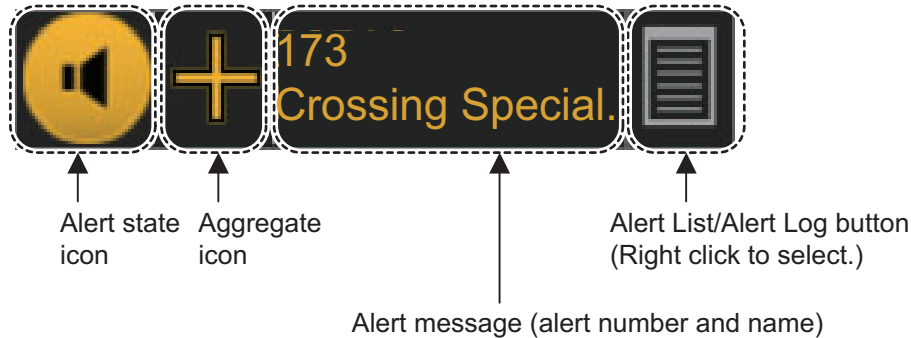 173
Crossing Special.
Alert state
icon
Aggregate
icon
Alert List/Alert Log button
(Right click to select.)
Alert message (alert number and name)